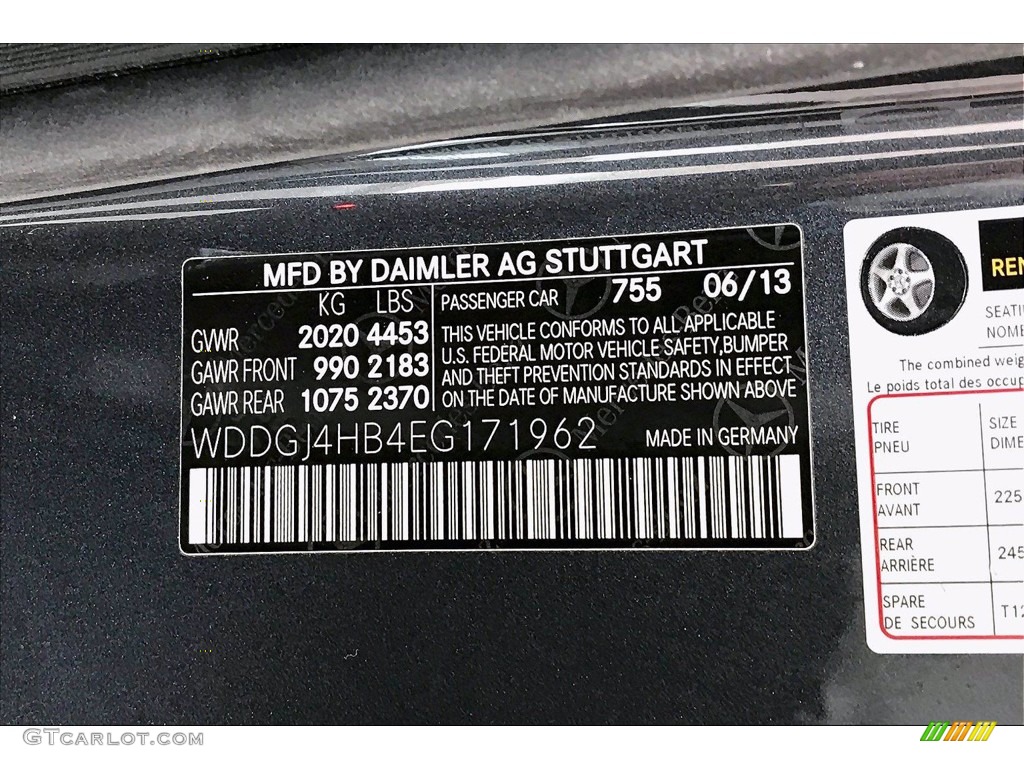 MFD BY DAIMLER AG STUTTGART
KG LBS
GVWR 2020 4453
GAWR FRONT 990 2183
GAWR REAR 1075 2370
PASSENGER CAR 755 06/13
THIS VEHICLE CONFORMS TO ALL APPLICABLE
U.S. FEDERAL MOTOR VEHICLE SAFETY,BUMPER
AND THEFT PREVENTION STANDARDS IN EFFECT
ON THE DATE OF MANUFACTURE SHOWN ABOVE
WDDGJ4HB4EG171962 MADE IN GERMANY
The combined
Le poids total des
TIRE SIZE
PNEU
FRONT 225
AVANT
REAR 245
ARRIÈRE
SPARE
DE SECOURS
GTCARLOT.COM